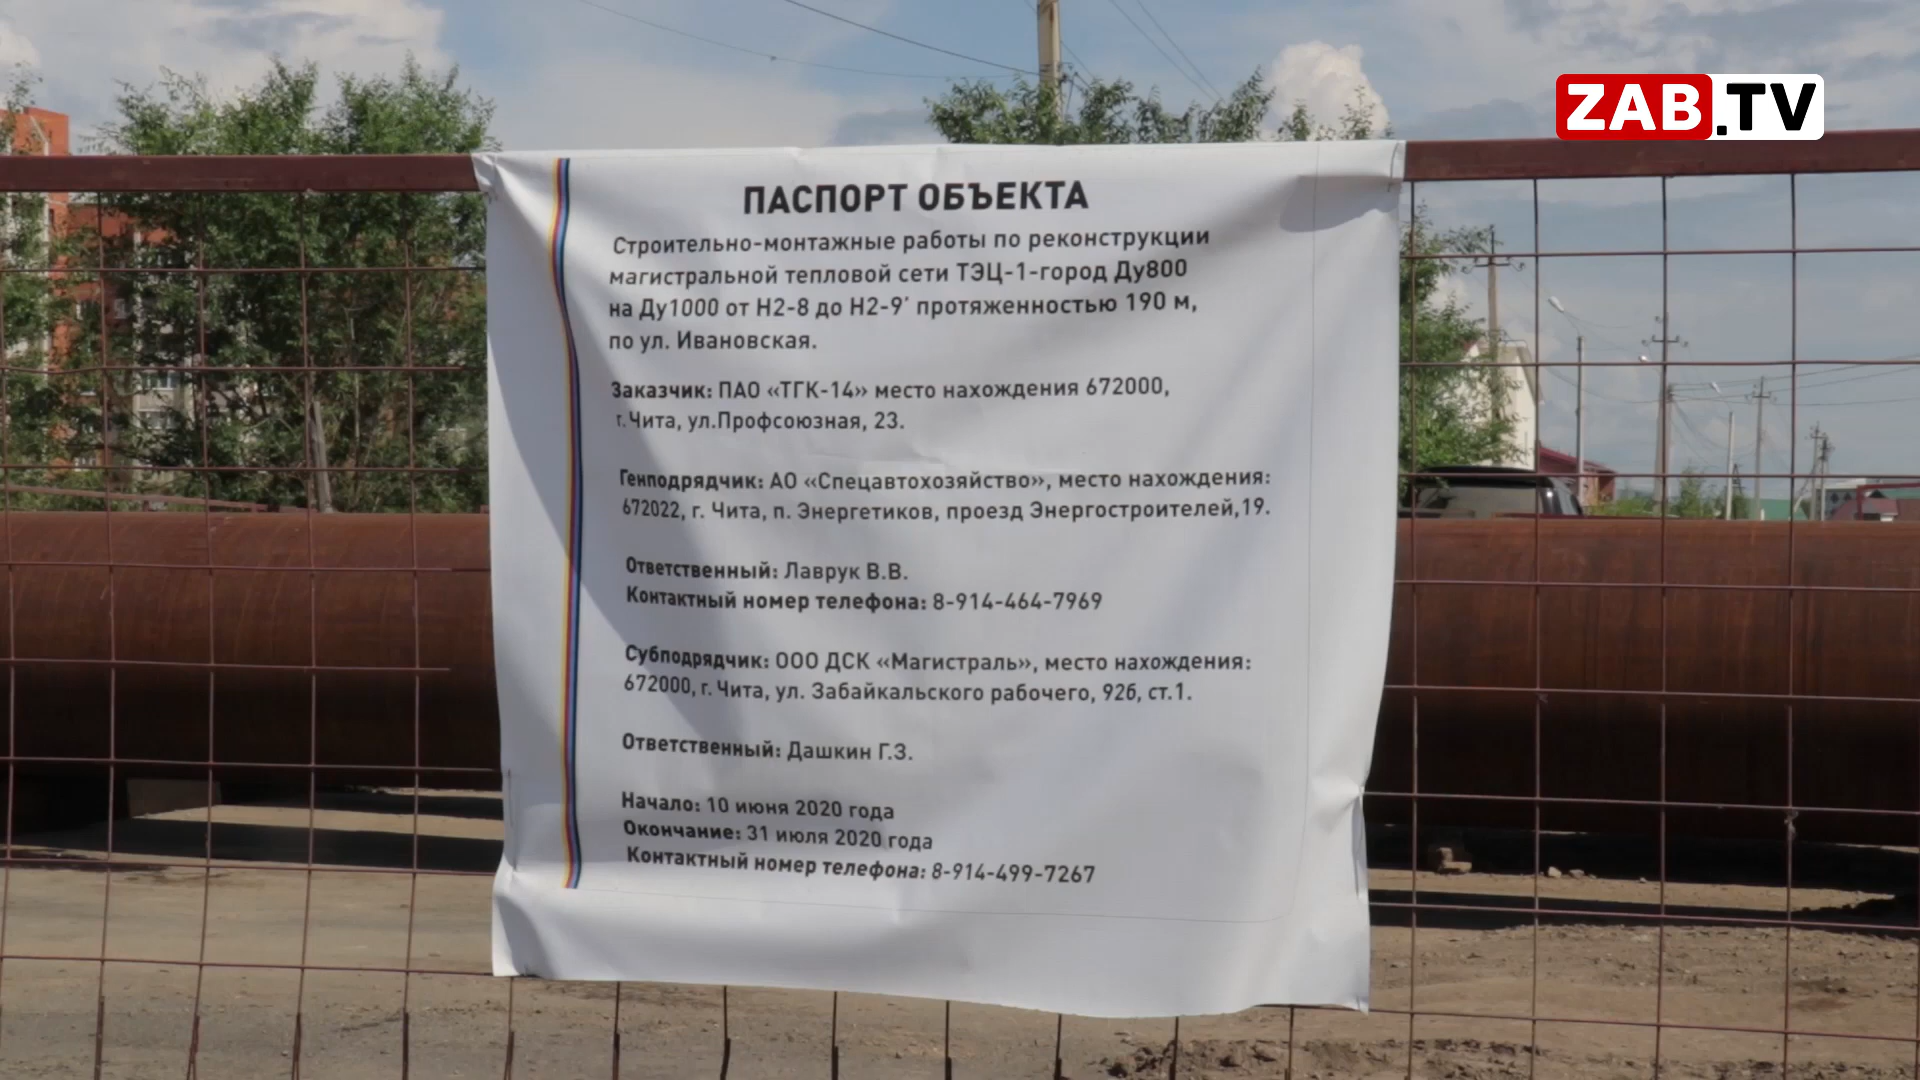 ZAB.TV
ПАСПОРТ ОБЪЕКТА
Строительно-монтажные работы по реконструкции
магистральной тепловой сети ТЭЦ-1-город Ду800
на Ду1000 от Н2-8 до Н2-9' протяженностью 190 м,
по ул. Ивановская.
Заказчик: ПАО «ТГК-14» место нахождения 672000,
г.Чита, ул.Профсоюзная, 23.
Генподрядчик: АО «Спецавтохозяйство», место нахождения:
672022, г. Чита, п. Энергетиков, проезд Энергостроителей,19.
Ответственный: Лаврук В.В.
Контактный номер телефона: 8-914-464-7969
Субподрядчик: ООО ДСК «Магистраль», место нахождения:
672000, г. Чита, ул. Забайкальского рабочего, 92б, ст.1.
Ответственный: Дашкин Г.З.
Начало: 10 июня 2020 года
Окончание: 31 июля 2020 года
Контактный номер телефона: 8-914-499-7267